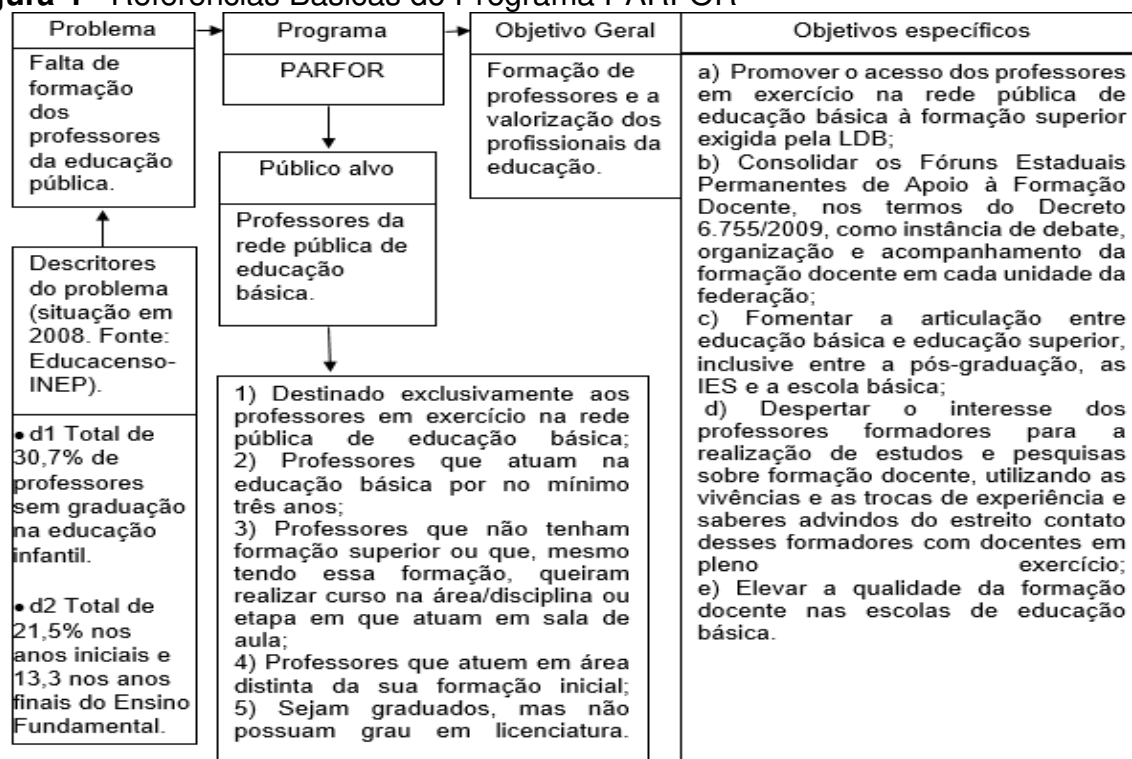 Figura 1 - Referências Básicas do Programa PARFOR
Problema
Falta de
formação
dos
professores
da educação
pública.
Descritores
do problema
(situação em
2008. Fonte:
Educacenso-
INEP).
• d1 Total de
30,7% de
professores
sem graduação
na educação
infantil.
• d2 Total de
21,5% nos
anos iniciais e
13,3 nos anos
finais do Ensino
Fundamental.
Programa
PARFOR
Público alvo
Professores da
rede pública de
educação
básica.
1) Destinado exclusivamente aos
professores em exercício na rede
pública de educação básica;
2) Professores que atuam na
educação básica por no mínimo
três anos;
3) Professores que não tenham
formação superior ou que, mesmo
tendo essa formação, queiram
realizar curso na área/disciplina ou
etapa em que atuam em sala de
aula;
4) Professores que atuem em área
distinta da sua formação inicial;
5) Sejam graduados, mas não
possuam grau em licenciatura.
Objetivo Geral
Formação de
professores e a
valorização dos
profissionais da
educação.
Objetivos específicos
a) Promover o acesso dos professores
em exercício na rede pública de
educação básica à formação superior
exigida pela LDB;
b) Consolidar os Fóruns Estaduais
Permanentes de Apoio à Formação
Docente, nos termos do Decreto
6.755/2009, como instância de debate,
organização e acompanhamento da
formação docente em cada unidade da
federação;
c) Fomentar a articulação entre
educação básica e educação superior,
inclusive entre a pós-graduação, as
IES e a escola básica;
d) Despertar o interesse dos
professores formadores para a
realização de estudos e pesquisas
sobre formação docente, utilizando as
vivências e as trocas de experiência e
saberes advindos do estreito contato
desses formadores com docentes em
pleno exercício;
e) Elevar a qualidade da formação
docente nas escolas de educação
básica.